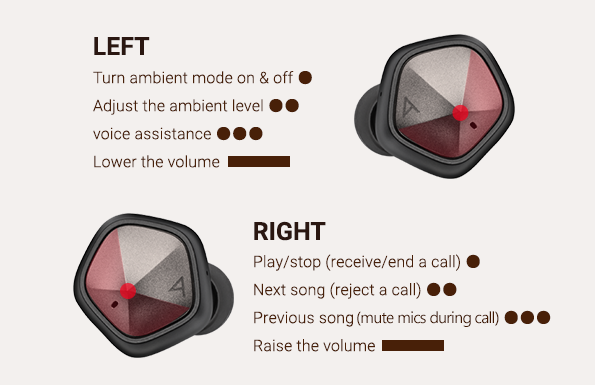 LEFT
Turn ambient mode on & off
Adjust the ambient level
voice assistance
Lower the volume
RIGHT
Play/stop (receive/end a call)
Next song (reject a call)
Previous song (mute mics during call)
Raise the volume